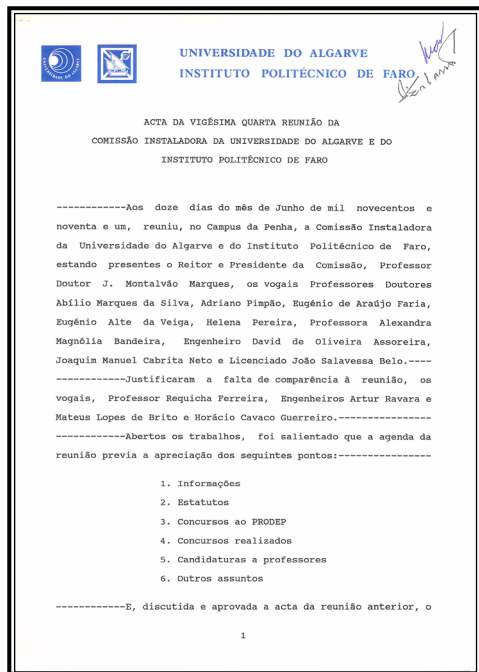 UNIVERSIDADE DO ALGARVE
INSTITUTO POLITÉCNICO DE FARO
ACTA DA VIGÉSIMA QUARTA REUNIÃO DA
COMISSÃO INSTALADORA DA UNIVERSIDADE DO ALGARVE E DO
INSTITUTO POLITÉCNICO DE FARO
------------Aos doze dias do mês de Junho de mil novecentos e
noventa e um, reuniu, no Campus da Penha, a Comissão Instaladora
da Universidade do Algarve e do Instituto Politécnico de Faro,
estando presentes o Reitor e Presidente da Comissão, Professor
Doutor J. Montalvão Marques, os vogais Professores Doutores
Abílio Marques da Silva, Adriano Pimpão, Eugénio de Araújo Faria,
Eugénio Alte da Veiga, Helena Pereira, Professora Alexandra
Magnólia Bandeira, Engenheiro David de Oliveira Assoreira,
Joaquim Manuel Cabrita Neto e Licenciado João Salavessa Belo.----
------------Justificaram a falta de comparência à reunião, os
vogais, Professor Requicha Ferreira, Engenheiros Artur Ravara e
Mateus Lopes de Brito e Horácio Cavaco Guerreiro.----------------
------------Abertos os trabalhos, foi salientado que a agenda da
reunião previa a apreciação dos seguintes pontos:----------------
1. Informações
2. Estatutos
3. Concursos ao PRODEP
4. Concursos realizados
5. Candidaturas a professores
6. Outros assuntos
------------E, discutida e aprovada a acta da reunião anterior, o
1